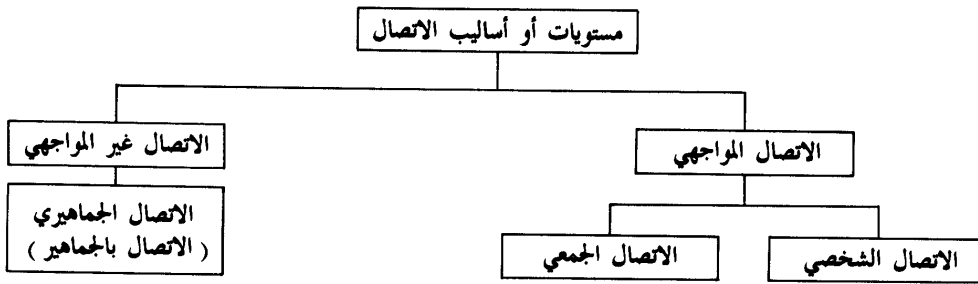 مستويات أو أساليب الاتصال
الاتصال المواجهي
الاتصال غير المواجهي
الاتصال الشخصي
الاتصال الجمعي
الاتصال الجماهيري
( الاتصال بالجماهير )